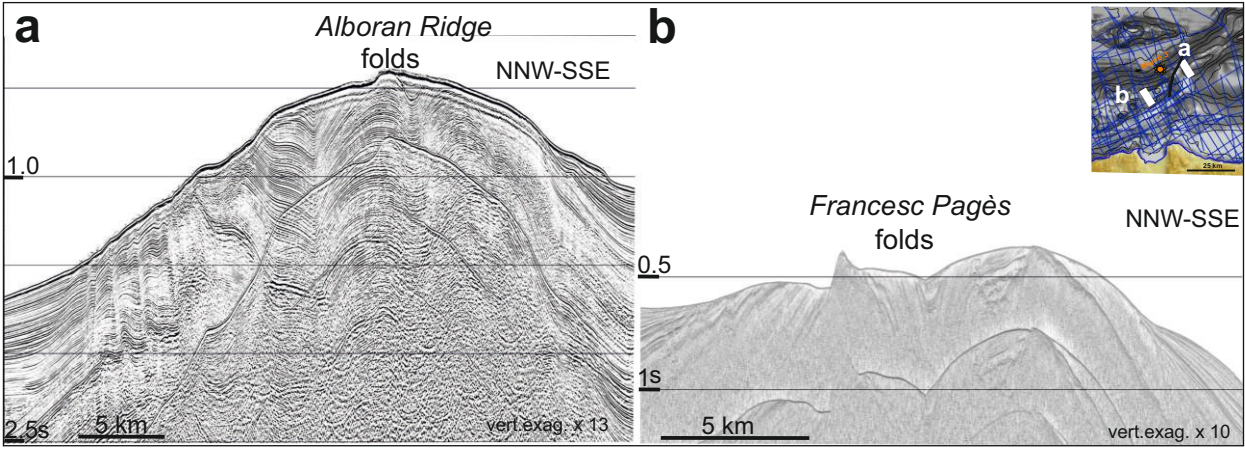 a
Alboran Ridge
folds
NNW-SSE
1.0
2.5s
5 km
vert.exag. x 13
b
Francesc Pagès
folds
NNW-SSE
0.5
1s
5 km
vert.exag. x 10
a
b
25 km